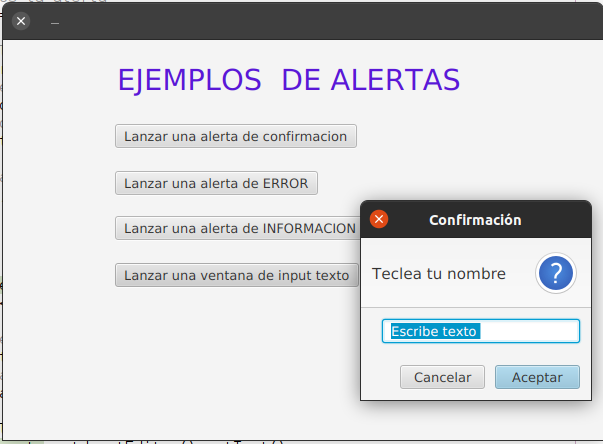 EJEMPLOS DE ALERTAS
Lanzar una alerta de confirmacion
Lanzar una alerta de ERROR
Lanzar una alerta de INFORMACION
Lanzar una ventana de input texto
Confirmación
Teclea tu nombre
?
Escribe texto
Cancelar
Aceptar